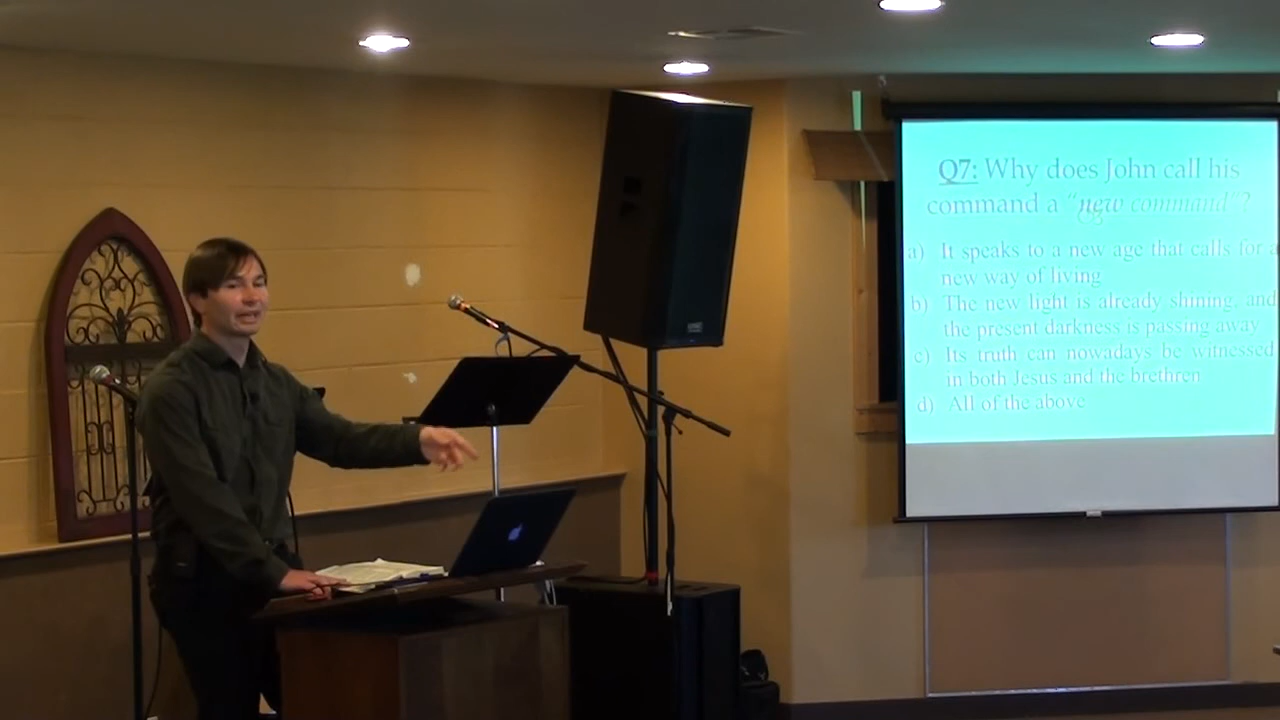 Q7: Why does John call his
command a "new command"?
a) It speaks to a new age that calls for a
new way of living
b) The new light is already shining, and
the present darkness is passing away
c) Its truth can nowadays be witnessed
in both Jesus and the brethren
d) All of the above